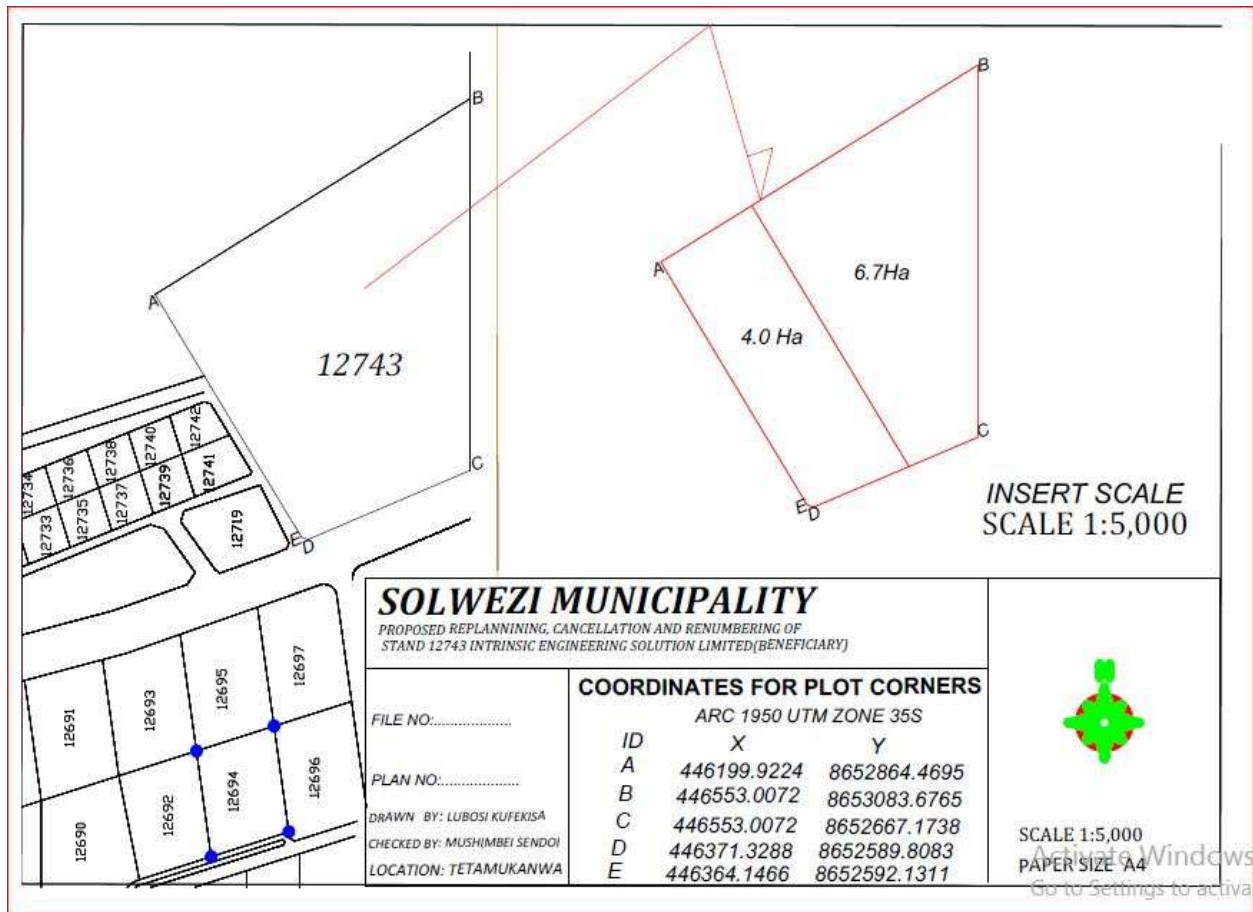 B
A
12743
C
E
D
12734
12736
12738
12740
12742
12733
12735
12737
12739
12741
12719
B
A
6.7Ha
4.0 Ha
C
E
D
INSERT SCALE
SCALE 1:5,000
12691
12693
12695
12697
12690
12692
12694
12696
SOLWEZI MUNICIPALITY
PROPOSED REPLANNINING, CANCELLATION AND RENUMBERING OF
STAND 12743 INTRINSIC ENGINEERING SOLUTION LIMITED(BENEFICIARY)
FILE NO:...................
PLAN NO:...................
DRAWN BY: LUBOSI KUFEKISA
CHECKED BY: MUSHIMBEI SENDOI
LOCATION: TETAMUKANWA
COORDINATES FOR PLOT CORNERS
ARC 1950 UTM ZONE 35S
ID X Y
A 446199.9224 8652864.4695
B 446553.0072 8653083.6765
C 446553.0072 8652667.1738
D 446371.3288 8652589.8083
E 446364.1466 8652592.1311
N
SCALE 1:5,000
PAPER SIZE A4
Activate Windows
Go to Settings to activa